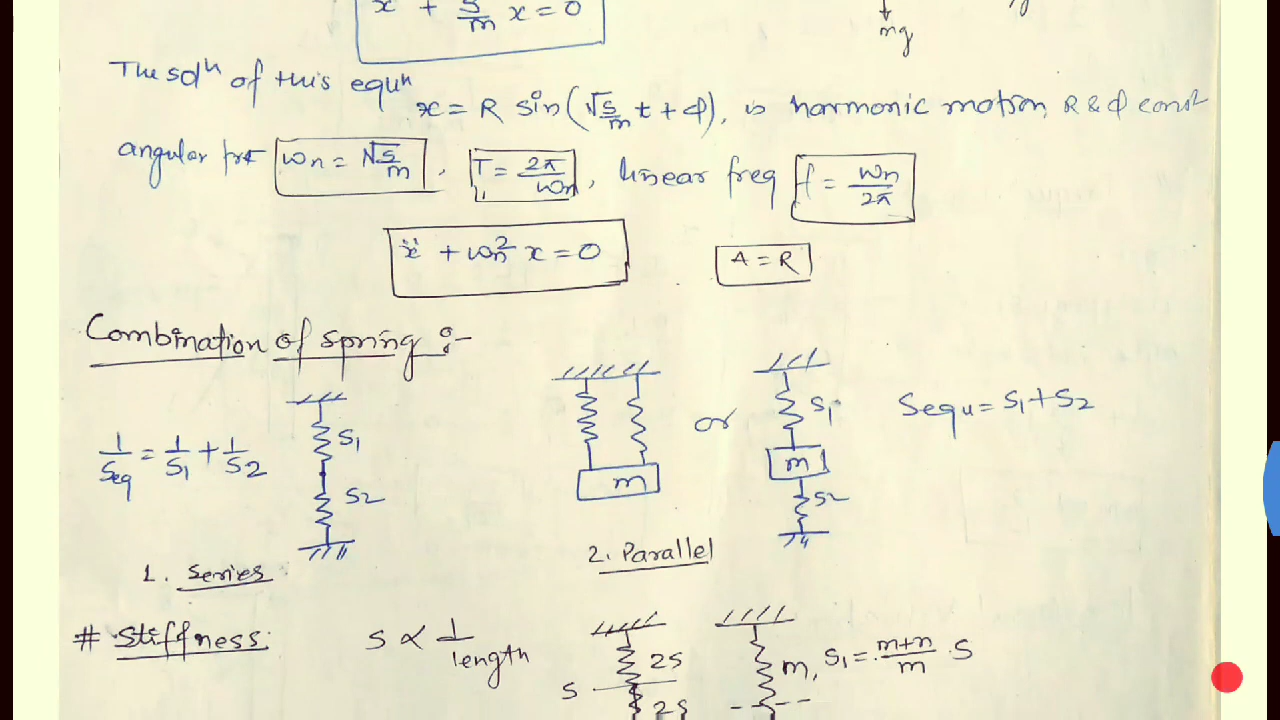 ẍ + s/m x = 0
mg
The solⁿ of this equⁿ
x = R sin(√s/m t + φ), is harmonic motion, R & φ const
angular fre ωn = √s/m , T = 2π/ωn , linear freq f = ωn/2π
ẍ + ωn² x = 0    A = R
Combination of spring :-
1/Seq = 1/S1 + 1/S2
S1
S2
m
or
S1
m
S2
Sequ = S1 + S2
1. Series
2. Parallel
# Stiffness:
S ∝ 1/length
S
2S
2S
m, S1 = m+n/m · S